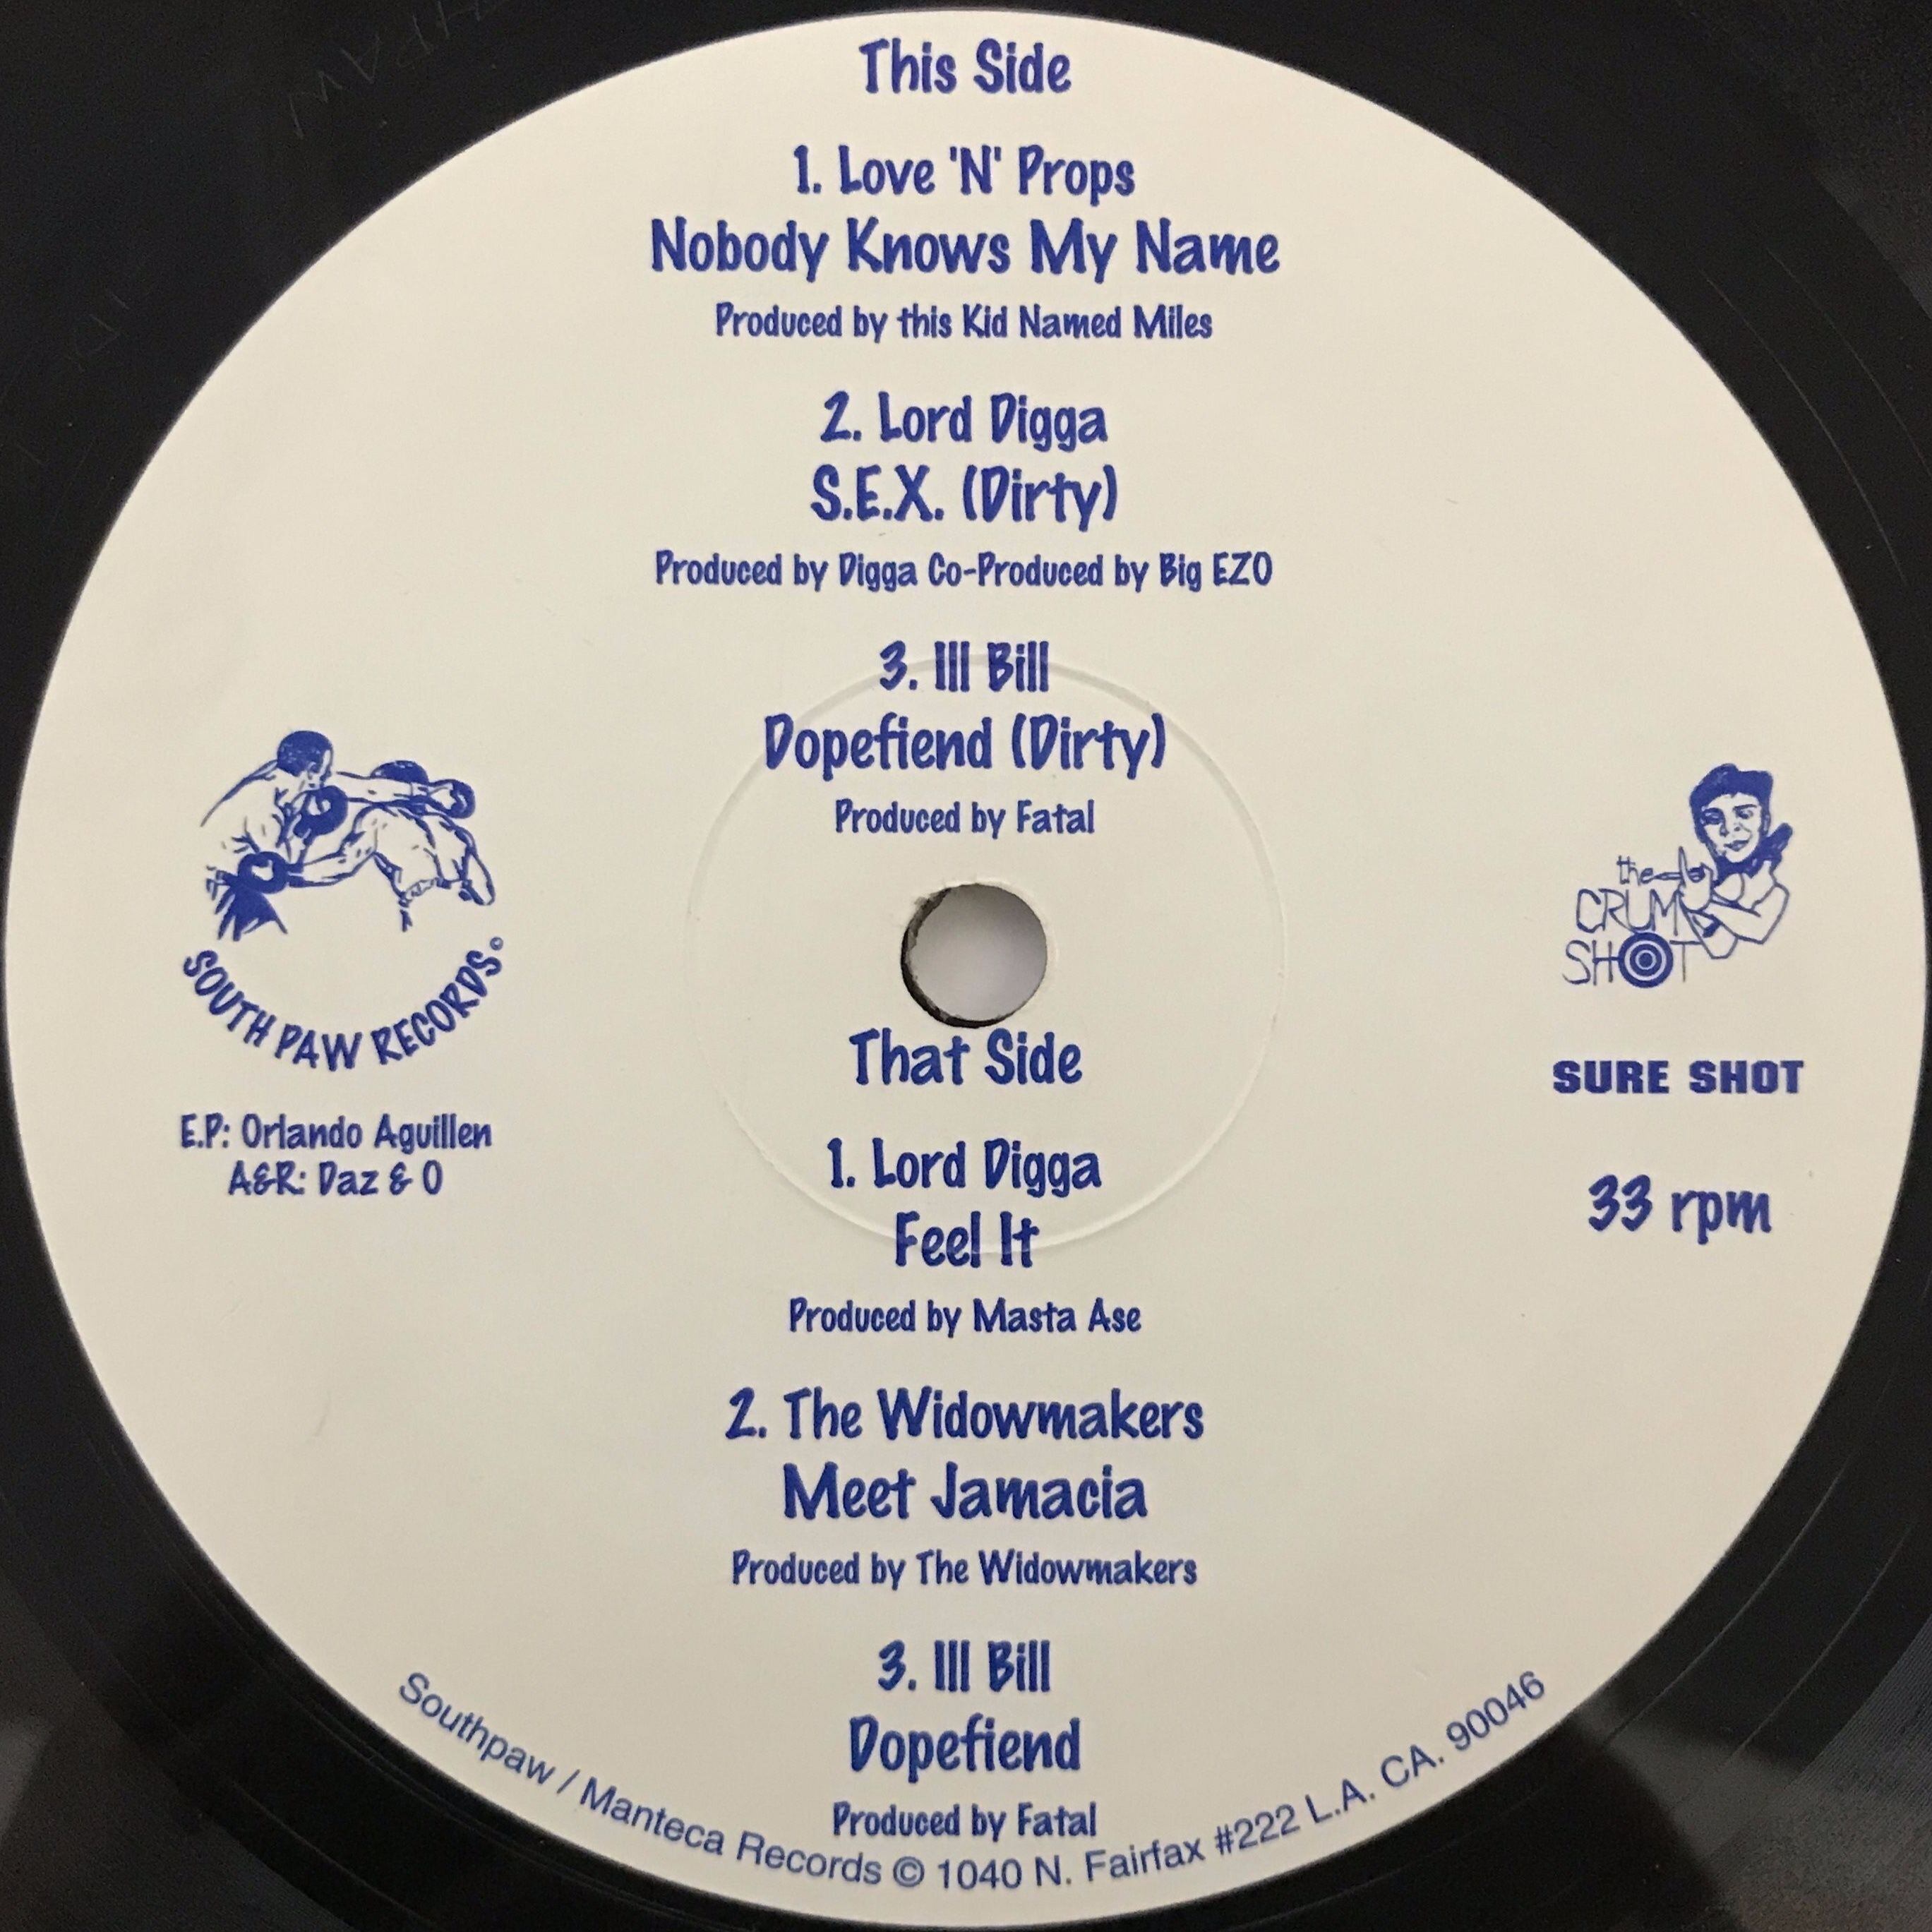 This Side
1. Love 'N' Props
Nobody Knows My Name
Produced by this Kid Named Miles
2. Lord Digga
S.E.X. (Dirty)
Produced by Digga Co-Produced by Big EZO
3. Ill Bill
Dopefiend (Dirty)
Produced by Fatal
SOUTH PAW RECORDS©
E.P: Orlando Aguillen
A&R: Daz & O
the
CRUM
SHOT
SURE SHOT
33 rpm
That Side
1. Lord Digga
Feel It
Produced by Masta Ase
2. The Widowmakers
Meet Jamacia
Produced by The Widowmakers
3. Ill Bill
Dopefiend
Produced by Fatal
Southpaw / Manteca Records © 1040 N. Fairfax #222 L.A. CA. 90046